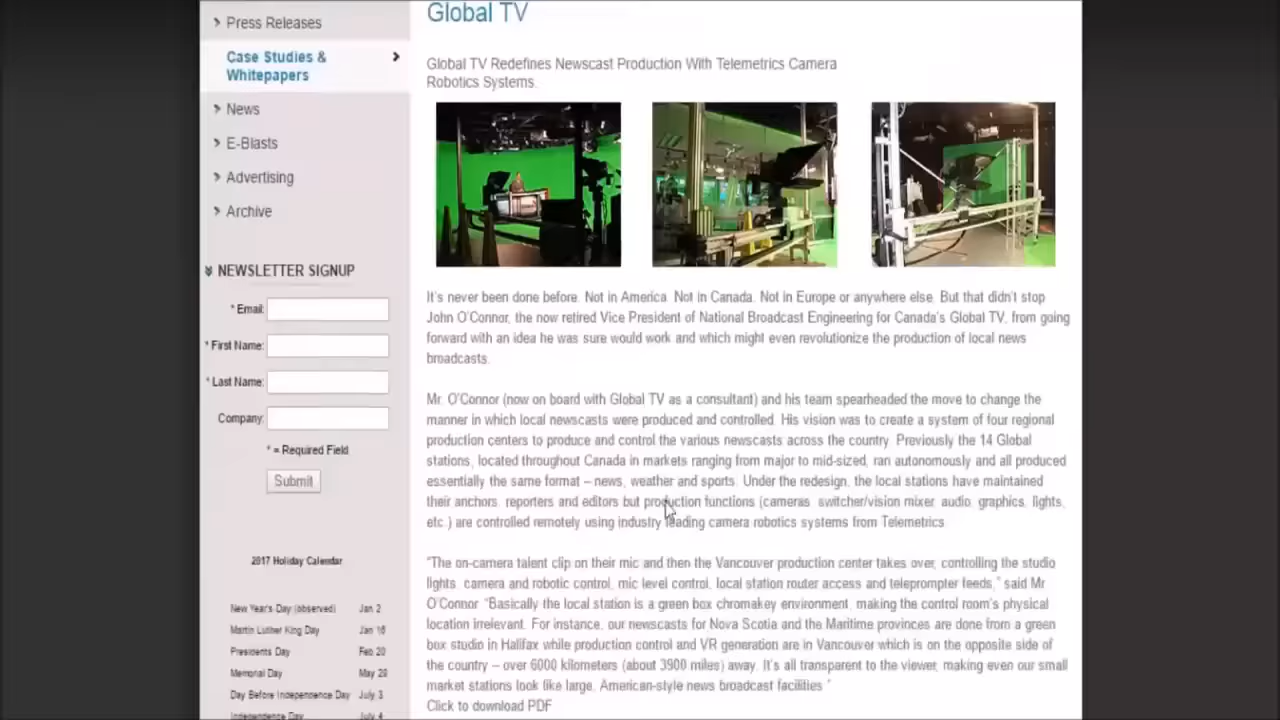 Press Releases
Case Studies &
Whitepapers
News
E-Blasts
Advertising
Archive
NEWSLETTER SIGNUP
* Email:
* First Name:
* Last Name:
Company:
* = Required Field
Submit
2017 Holiday Calendar
New Year's Day (observed) Jan 2
Martin Luther King Day Jan 16
Presidents Day Feb 20
Memorial Day May 29
Day Before Independence Day July 3
Independence Day July 4
Global TV
Global TV Redefines Newscast Production With Telemetrics Camera
Robotics Systems.
It's never been done before. Not in America. Not in Canada. Not in Europe or anywhere else. But that didn't stop
John O'Connor, the now retired Vice President of National Broadcast Engineering for Canada's Global TV, from going
forward with an idea he was sure would work and which might even revolutionize the production of local news
broadcasts.
Mr. O'Connor (now on board with Global TV as a consultant) and his team spearheaded the move to change the
manner in which local newscasts were produced and controlled. His vision was to create a system of four regional
production centers to produce and control the various newscasts across the country. Previously the 14 Global
stations, located throughout Canada in markets ranging from major to mid-sized, ran autonomously and all produced
essentially the same format – news, weather and sports. Under the redesign, the local stations have maintained
their anchors, reporters and editors but production functions (cameras, switcher/vision mixer, audio, graphics, lights,
etc.) are controlled remotely using industry leading camera robotics systems from Telemetrics.
"The on-camera talent clip on their mic and then the Vancouver production center takes over, controlling the studio
lights, camera and robotic control, mic level control, local station router access and teleprompter feeds," said Mr.
O'Connor. "Basically the local station is a green box chromakey environment, making the control room's physical
location irrelevant. For instance, our newscasts for Nova Scotia and the Maritime provinces are done from a green
box studio in Halifax while production control and VR generation are in Vancouver which is on the opposite side of
the country – over 6000 kilometers (about 3900 miles) away. It's all transparent to the viewer, making even our small
market stations look like large, American-style news broadcast facilities."
Click to download PDF